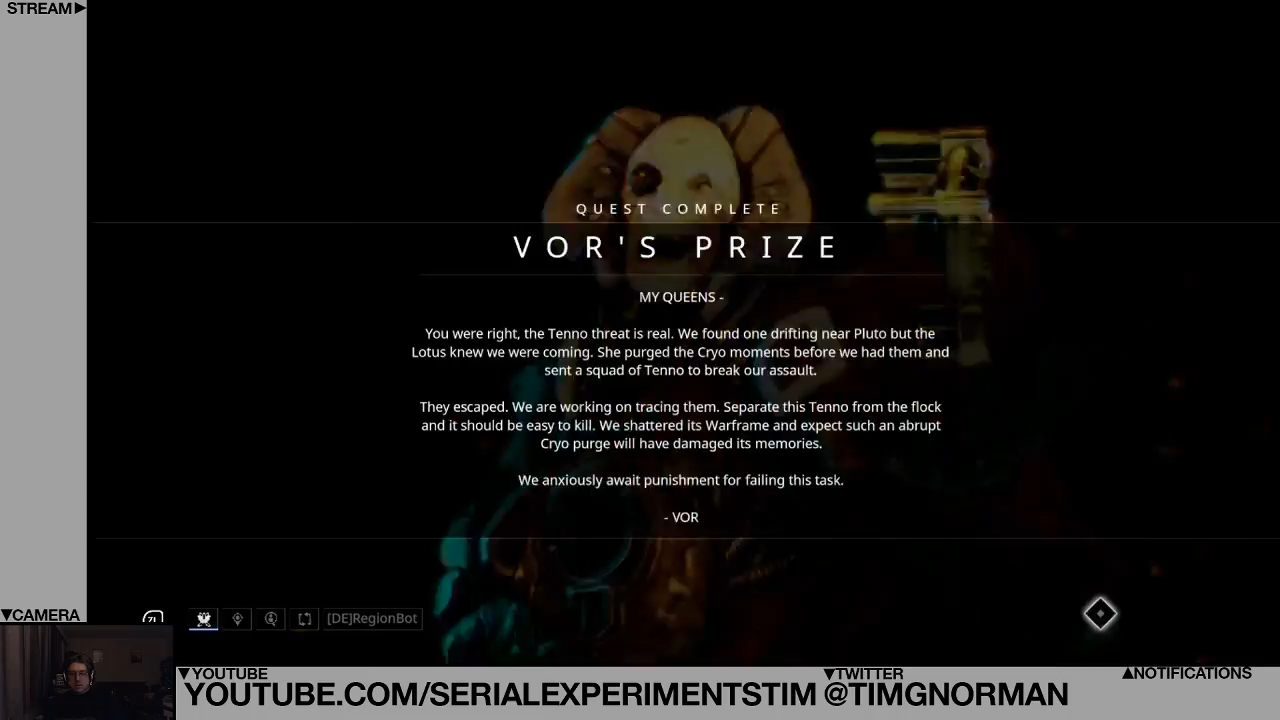 STREAM▶
QUEST COMPLETE
VOR'S PRIZE
MY QUEENS -
You were right, the Tenno threat is real. We found one drifting near Pluto but the
Lotus knew we were coming. She purged the Cryo moments before we had them and
sent a squad of Tenno to break our assault.
They escaped. We are working on tracing them. Separate this Tenno from the flock
and it should be easy to kill. We shattered its Warframe and expect such an abrupt
Cryo purge will have damaged its memories.
We anxiously await punishment for failing this task.
- VOR
▼CAMERA
ZL
[DE]RegionBot
▼YOUTUBE
▼TWITTER
▲NOTIFICATIONS
YOUTUBE.COM/SERIALEXPERIMENTSTIM @TIMGNORMAN